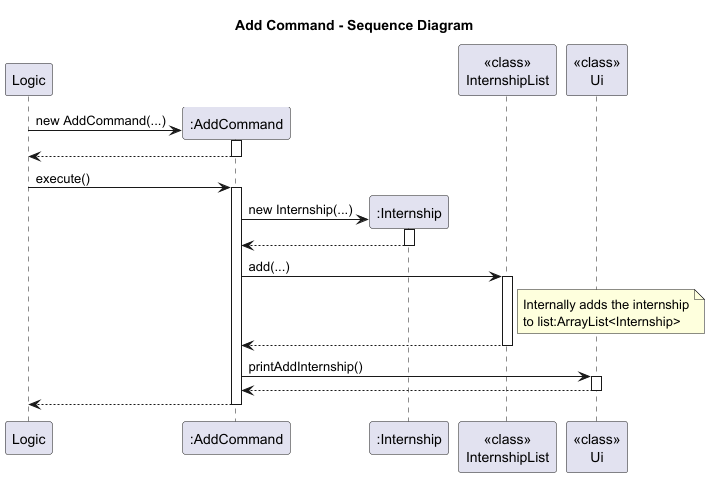 Add Command - Sequence Diagram
«class»
InternshipList
«class»
Ui
Logic
new AddCommand(...)
:AddCommand
execute()
new Internship(...)
:Internship
add(...)
Internally adds the internship
to list:ArrayList<Internship>
printAddInternship()
Logic
:AddCommand
:Internship
«class»
InternshipList
«class»
Ui